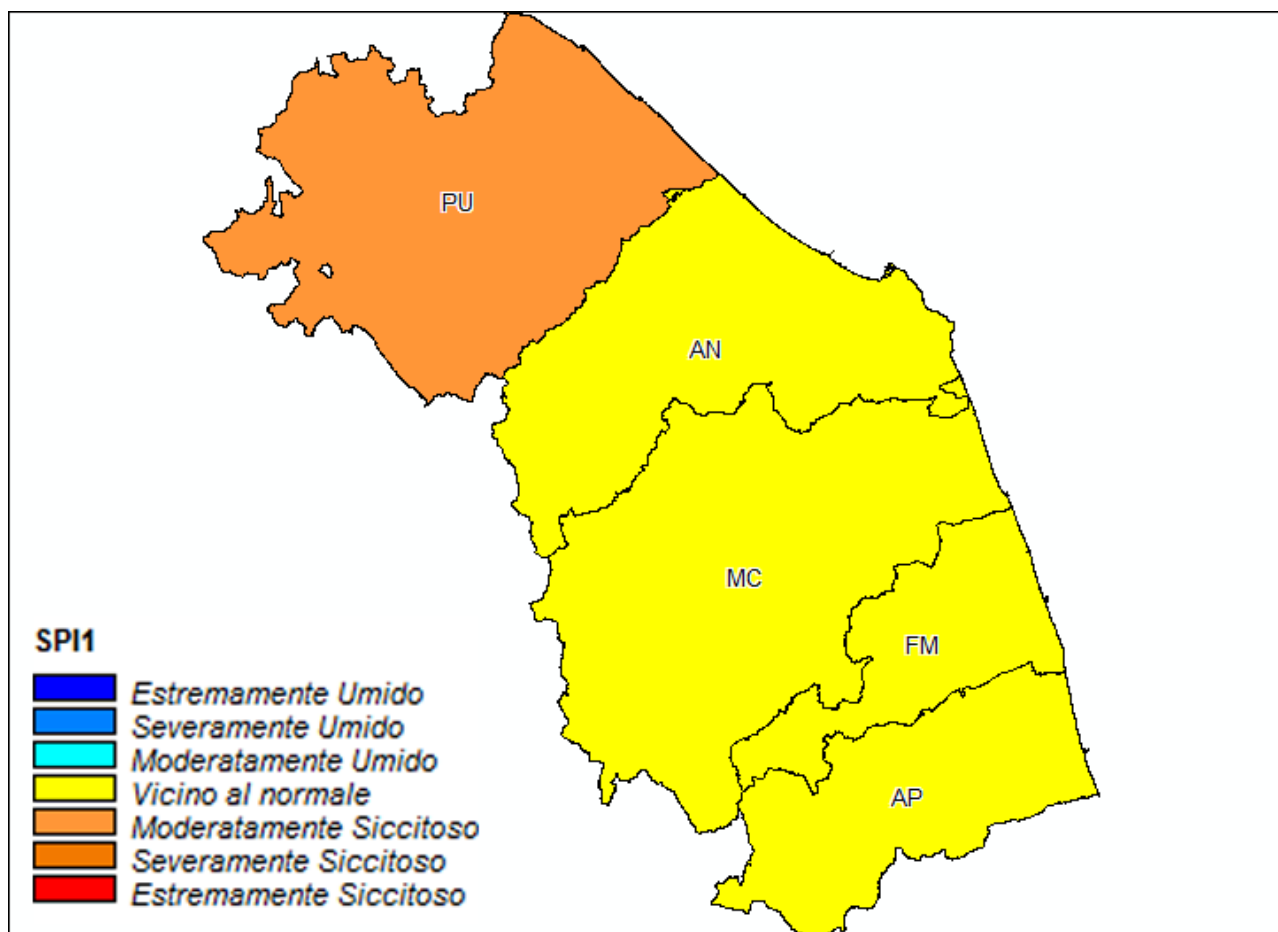 PU
AN
MC
FM
AP
SPI1
Estremamente Umido
Severamente Umido
Moderatamente Umido
Vicino al normale
Moderatamente Siccitoso
Severamente Siccitoso
Estremamente Siccitoso